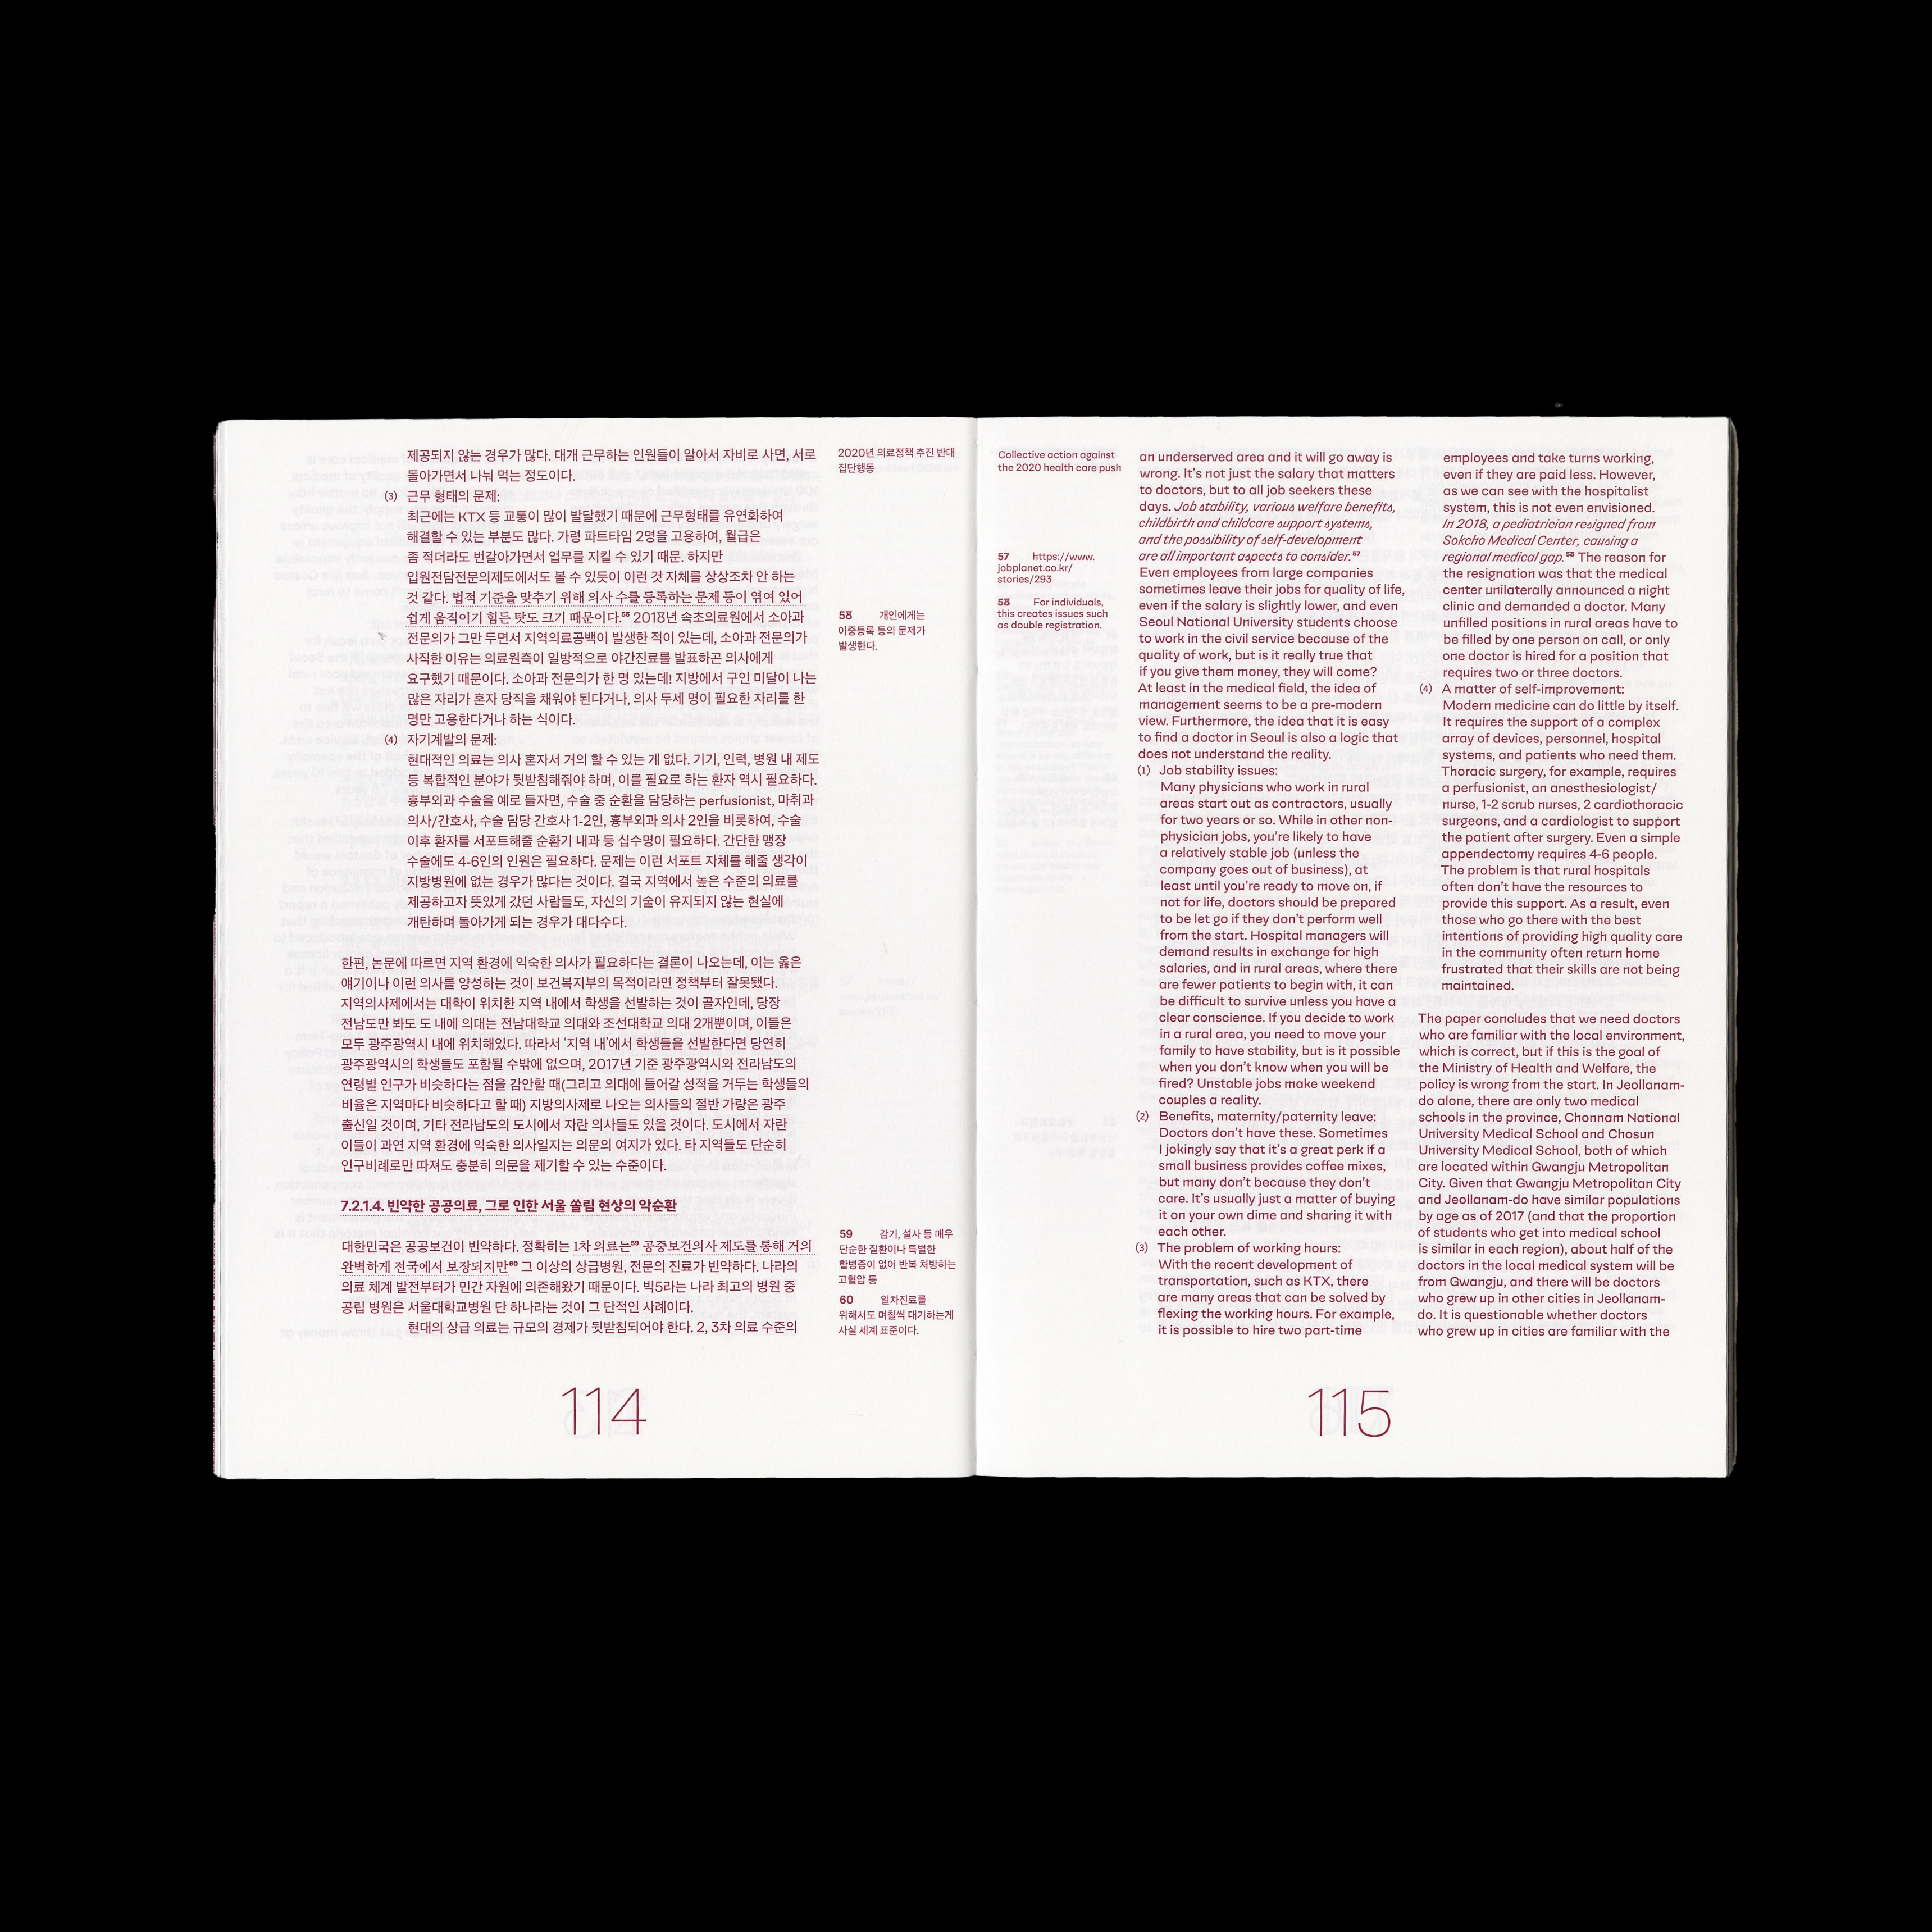 제공되지 않는 경우가 많다. 대개 근무하는 인원들이 알아서 자비로 사면, 서로
돌아가면서 나눠 먹는 정도이다.
(3) 근무 형태의 문제:
최근에는 KTX 등 교통이 많이 발달했기 때문에 근무형태를 유연화하여
해결할 수 있는 부분도 많다. 가령 파트타임 2명을 고용하여, 월급은
좀 적더라도 번갈아가면서 업무를 지킬 수 있기 때문. 하지만
입원전담전문의제도에서도 볼 수 있듯이 이런 것 자체를 상상조차 안 하는
것 같다. 법적 기준을 맞추기 위해 의사 수를 등록하는 문제 등이 엮여 있어
쉽게 움직이기 힘든 탓도 크기 때문이다.58 2018년 속초의료원에서 소아과
전문의가 그만 두면서 지역의료공백이 발생한 적이 있는데, 소아과 전문의가
사직한 이유는 의료원측이 일방적으로 야간진료를 발표하곤 의사에게
요구했기 때문이다. 소아과 전문의가 한 명 있는데! 지방에서 구인 미달이 나는
많은 자리가 혼자 당직을 채워야 된다거나, 의사 두세 명이 필요한 자리를 한
명만 고용한다거나 하는 식이다.
(4) 자기계발의 문제:
현대적인 의료는 의사 혼자서 거의 할 수 있는 게 없다. 기기, 인력, 병원 내 제도
등 복합적인 분야가 뒷받침해줘야 하며, 이를 필요로 하는 환자 역시 필요하다.
흉부외과 수술을 예로 들자면, 수술 중 순환을 담당하는 perfusionist, 마취과
의사/간호사, 수술 담당 간호사 1-2인, 흉부외과 의사 2인을 비롯하여, 수술
이후 환자를 서포트해줄 순환기 내과 등 십수명이 필요하다. 간단한 맹장
수술에도 4-6인의 인원은 필요하다. 문제는 이런 서포트 자체를 해줄 생각이
지방병원에 없는 경우가 많다는 것이다. 결국 지역에서 높은 수준의 의료를
제공하고자 뜻있게 갔던 사람들도, 자신의 기술이 유지되지 않는 현실에
개탄하며 돌아가게 되는 경우가 대다수다.
한편, 논문에 따르면 지역 환경에 익숙한 의사가 필요하다는 결론이 나오는데, 이는 옳은
얘기이나 이런 의사를 양성하는 것이 보건복지부의 목적이라면 정책부터 잘못됐다.
지역의사제에서는 대학이 위치한 지역 내에서 학생을 선발하는 것이 골자인데, 당장
전남도만 봐도 도 내에 의대는 전남대학교 의대와 조선대학교 의대 2개뿐이며, 이들은
모두 광주광역시 내에 위치해있다. 따라서 '지역 내'에서 학생들을 선발한다면 당연히
광주광역시의 학생들도 포함될 수밖에 없으며, 2017년 기준 광주광역시와 전라남도의
연령별 인구가 비슷하다는 점을 감안할 때(그리고 의대에 들어갈 성적을 거두는 학생들의
비율은 지역마다 비슷하다고 할 때) 지방의사제로 나오는 의사들의 절반 가량은 광주
출신일 것이며, 기타 전라남도의 도시에서 자란 의사들도 있을 것이다. 도시에서 자란
이들이 과연 지역 환경에 익숙한 의사일지는 의문의 여지가 있다. 타 지역들도 단순히
인구비례로만 따져도 충분히 의문을 제기할 수 있는 수준이다.
7.2.1.4. 빈약한 공공의료, 그로 인한 서울 쏠림 현상의 악순환
대한민국은 공공보건이 빈약하다. 정확히는 1차 의료는59 공중보건의사 제도를 통해 거의
완벽하게 전국에서 보장되지만60 그 이상의 상급병원, 전문의 진료가 빈약하다. 나라의
의료 체계 발전부터가 민간 자원에 의존해왔기 때문이다. 빅5라는 나라 최고의 병원 중
공립 병원은 서울대학교병원 단 하나라는 것이 그 단적인 사례이다.
현대의 상급 의료는 규모의 경제가 뒷받침되어야 한다. 2, 3차 의료 수준의
2020년 의료정책 추진 반대
집단행동
58 개인에게는
이중등록 등의 문제가
발생한다.
59 감기, 설사 등 매우
단순한 질환이나 특별한
합병증이 없어 반복 처방하는
고혈압 등
60 일차진료를
위해서도 며칠씩 대기하는게
사실 세계 표준이다.
114
Collective action against
the 2020 health care push
57 https://www.
jobplanet.co.kr/
stories/293
58 For individuals,
this creates issues such
as double registration.
an underserved area and it will go away is
wrong. It's not just the salary that matters
to doctors, but to all job seekers these
days. Job stability, various welfare benefits,
childbirth and childcare support systems,
and the possibility of self-development
are all important aspects to consider.57
Even employees from large companies
sometimes leave their jobs for quality of life,
even if the salary is slightly lower, and even
Seoul National University students choose
to work in the civil service because of the
quality of work, but is it really true that
if you give them money, they will come?
At least in the medical field, the idea of
management seems to be a pre-modern
view. Furthermore, the idea that it is easy
to find a doctor in Seoul is also a logic that
does not understand the reality.
(1) Job stability issues:
Many physicians who work in rural
areas start out as contractors, usually
for two years or so. While in other non-
physician jobs, you're likely to have
a relatively stable job (unless the
company goes out of business), at
least until you're ready to move on, if
not for life, doctors should be prepared
to be let go if they don't perform well
from the start. Hospital managers will
demand results in exchange for high
salaries, and in rural areas, where there
are fewer patients to begin with, it can
be difficult to survive unless you have a
clear conscience. If you decide to work
in a rural area, you need to move your
family to have stability, but is it possible
when you don't know when you will be
fired? Unstable jobs make weekend
couples a reality.
(2) Benefits, maternity/paternity leave:
Doctors don't have these. Sometimes
I jokingly say that it's a great perk if a
small business provides coffee mixes,
but many don't because they don't
care. It's usually just a matter of buying
it on your own dime and sharing it with
each other.
(3) The problem of working hours:
With the recent development of
transportation, such as KTX, there
are many areas that can be solved by
flexing the working hours. For example,
it is possible to hire two part-time
employees and take turns working,
even if they are paid less. However,
as we can see with the hospitalist
system, this is not even envisioned.
In 2018, a pediatrician resigned from
Sokcho Medical Center, causing a
regional medical gap.58 The reason for
the resignation was that the medical
center unilaterally announced a night
clinic and demanded a doctor. Many
unfilled positions in rural areas have to
be filled by one person on call, or only
one doctor is hired for a position that
requires two or three doctors.
(4) A matter of self-improvement:
Modern medicine can do little by itself.
It requires the support of a complex
array of devices, personnel, hospital
systems, and patients who need them.
Thoracic surgery, for example, requires
a perfusionist, an anesthesiologist/
nurse, 1-2 scrub nurses, 2 cardiothoracic
surgeons, and a cardiologist to support
the patient after surgery. Even a simple
appendectomy requires 4-6 people.
The problem is that rural hospitals
often don't have the resources to
provide this support. As a result, even
those who go there with the best
intentions of providing high quality care
in the community often return home
frustrated that their skills are not being
maintained.
The paper concludes that we need doctors
who are familiar with the local environment,
which is correct, but if this is the goal of
the Ministry of Health and Welfare, the
policy is wrong from the start. In Jeollanam-
do alone, there are only two medical
schools in the province, Chonnam National
University Medical School and Chosun
University Medical School, both of which
are located within Gwangju Metropolitan
City. Given that Gwangju Metropolitan City
and Jeollanam-do have similar populations
by age as of 2017 (and that the proportion
of students who get into medical school
is similar in each region), about half of the
doctors in the local medical system will be
from Gwangju, and there will be doctors
who grew up in other cities in Jeollanam-
do. It is questionable whether doctors
who grew up in cities are familiar with the
115